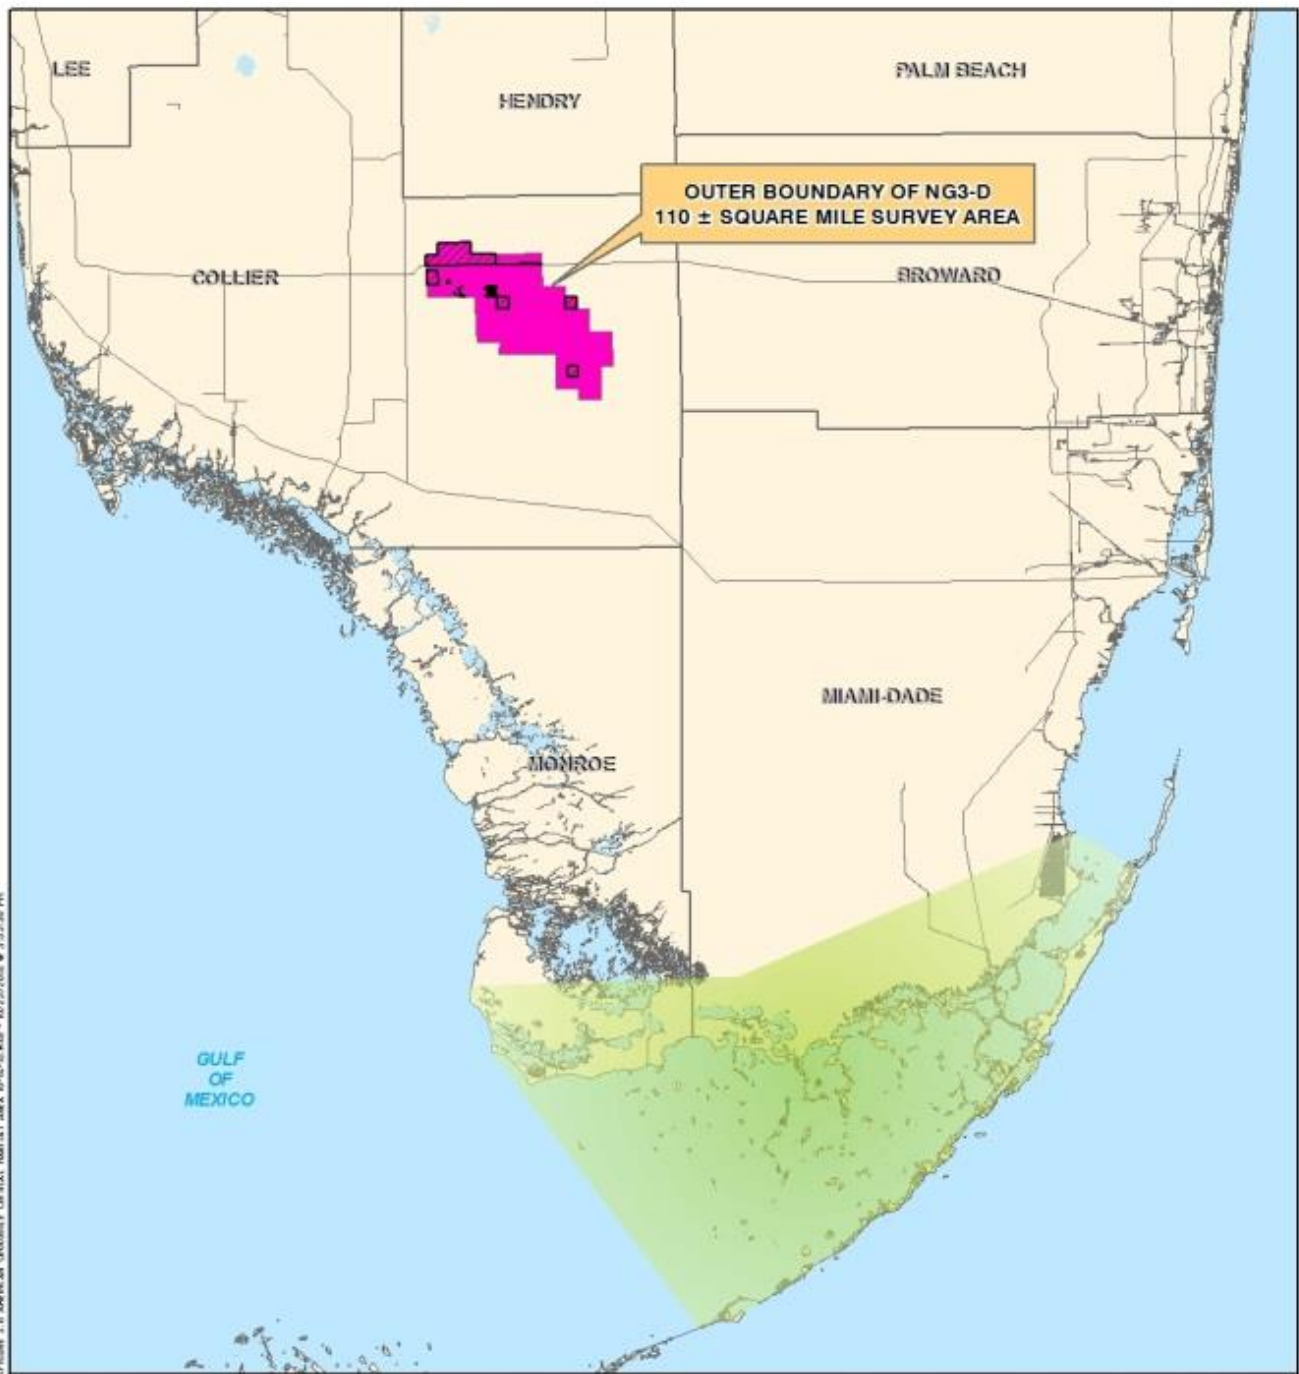 LEE
HENDRY
PALM BEACH
OUTER BOUNDARY OF NG3-D
110 ± SQUARE MILE SURVEY AREA
COLLIER
BROWARD
MIAMI-DADE
MONROE
GULF
OF
MEXICO